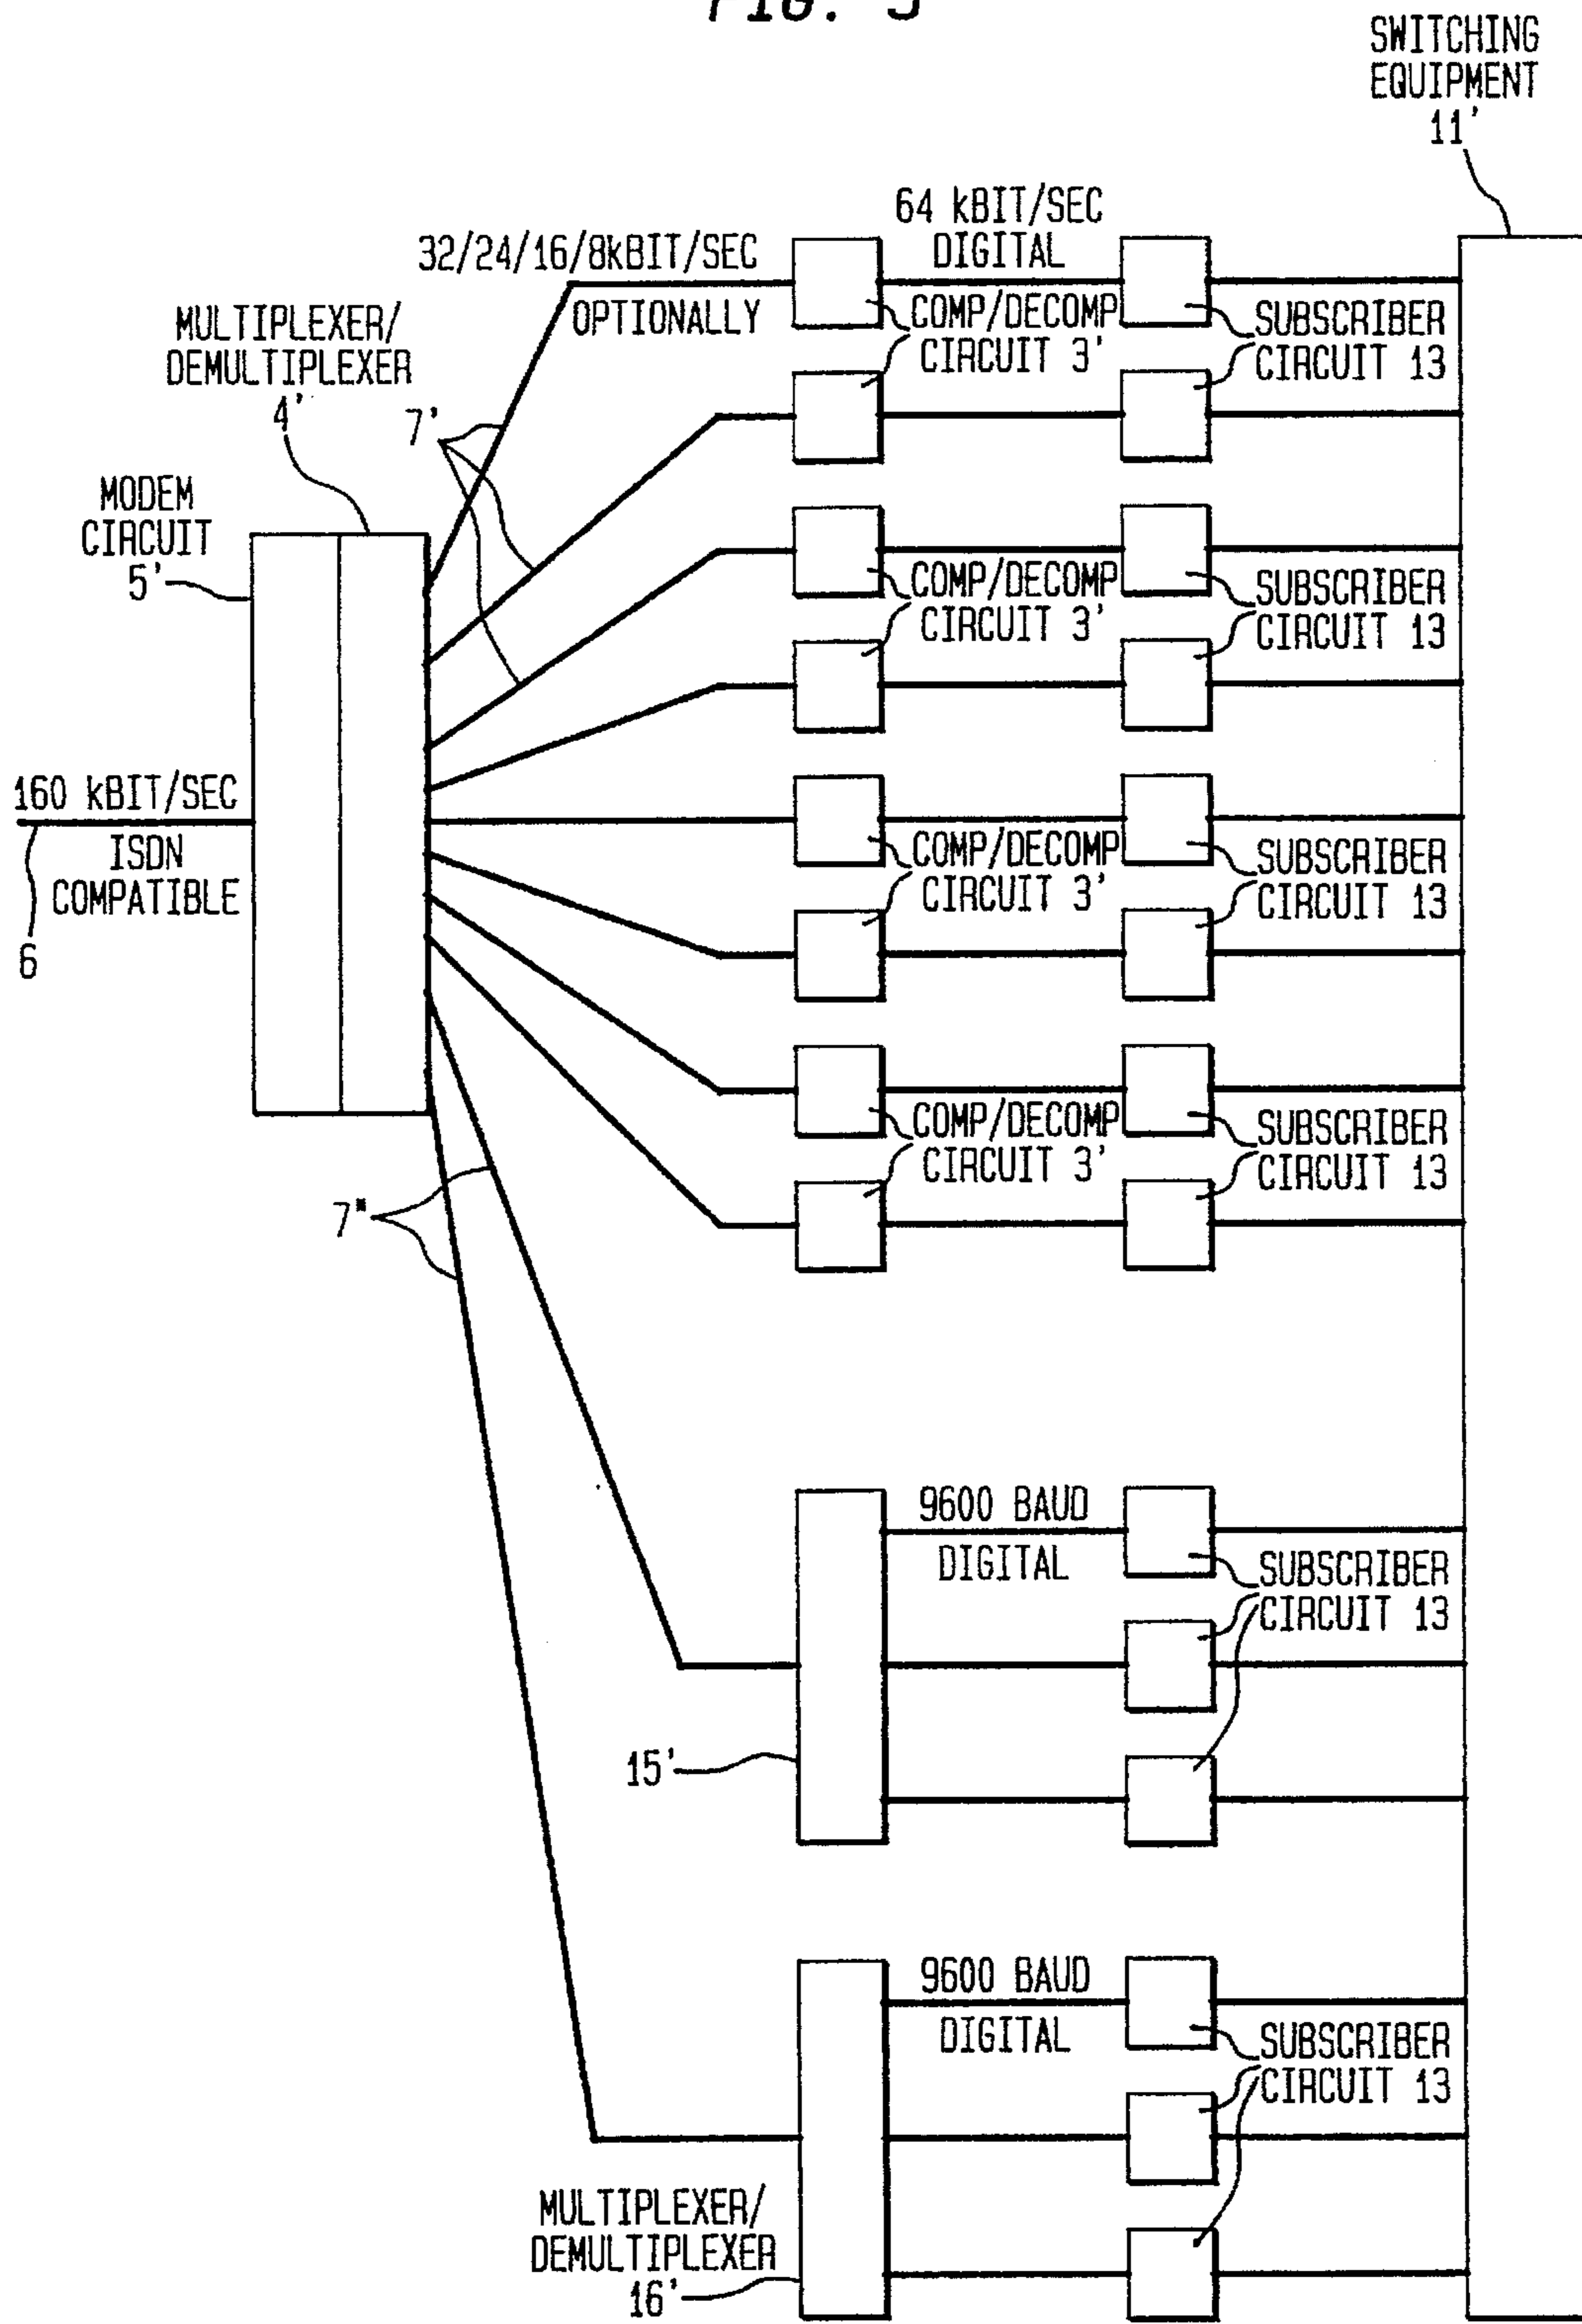 FIG. 5
SWITCHING
EQUIPMENT
11'
64 kBIT/SEC
DIGITAL
32/24/16/8kBIT/SEC
OPTIONALLY
COMP/DECOMP
CIRCUIT 3'
SUBSCRIBER
CIRCUIT 13
MULTIPLEXER/
DEMULTIPLEXER
4'
7'
MODEM
CIRCUIT
5'
COMP/DECOMP
CIRCUIT 3'
SUBSCRIBER
CIRCUIT 13
160 kBIT/SEC
ISDN
COMPATIBLE
6
COMP/DECOMP
CIRCUIT 3'
SUBSCRIBER
CIRCUIT 13
COMP/DECOMP
CIRCUIT 3'
SUBSCRIBER
CIRCUIT 13
7"
9600 BAUD
DIGITAL
SUBSCRIBER
CIRCUIT 13
15'
9600 BAUD
DIGITAL
SUBSCRIBER
CIRCUIT 13
MULTIPLEXER/
DEMULTIPLEXER
16'